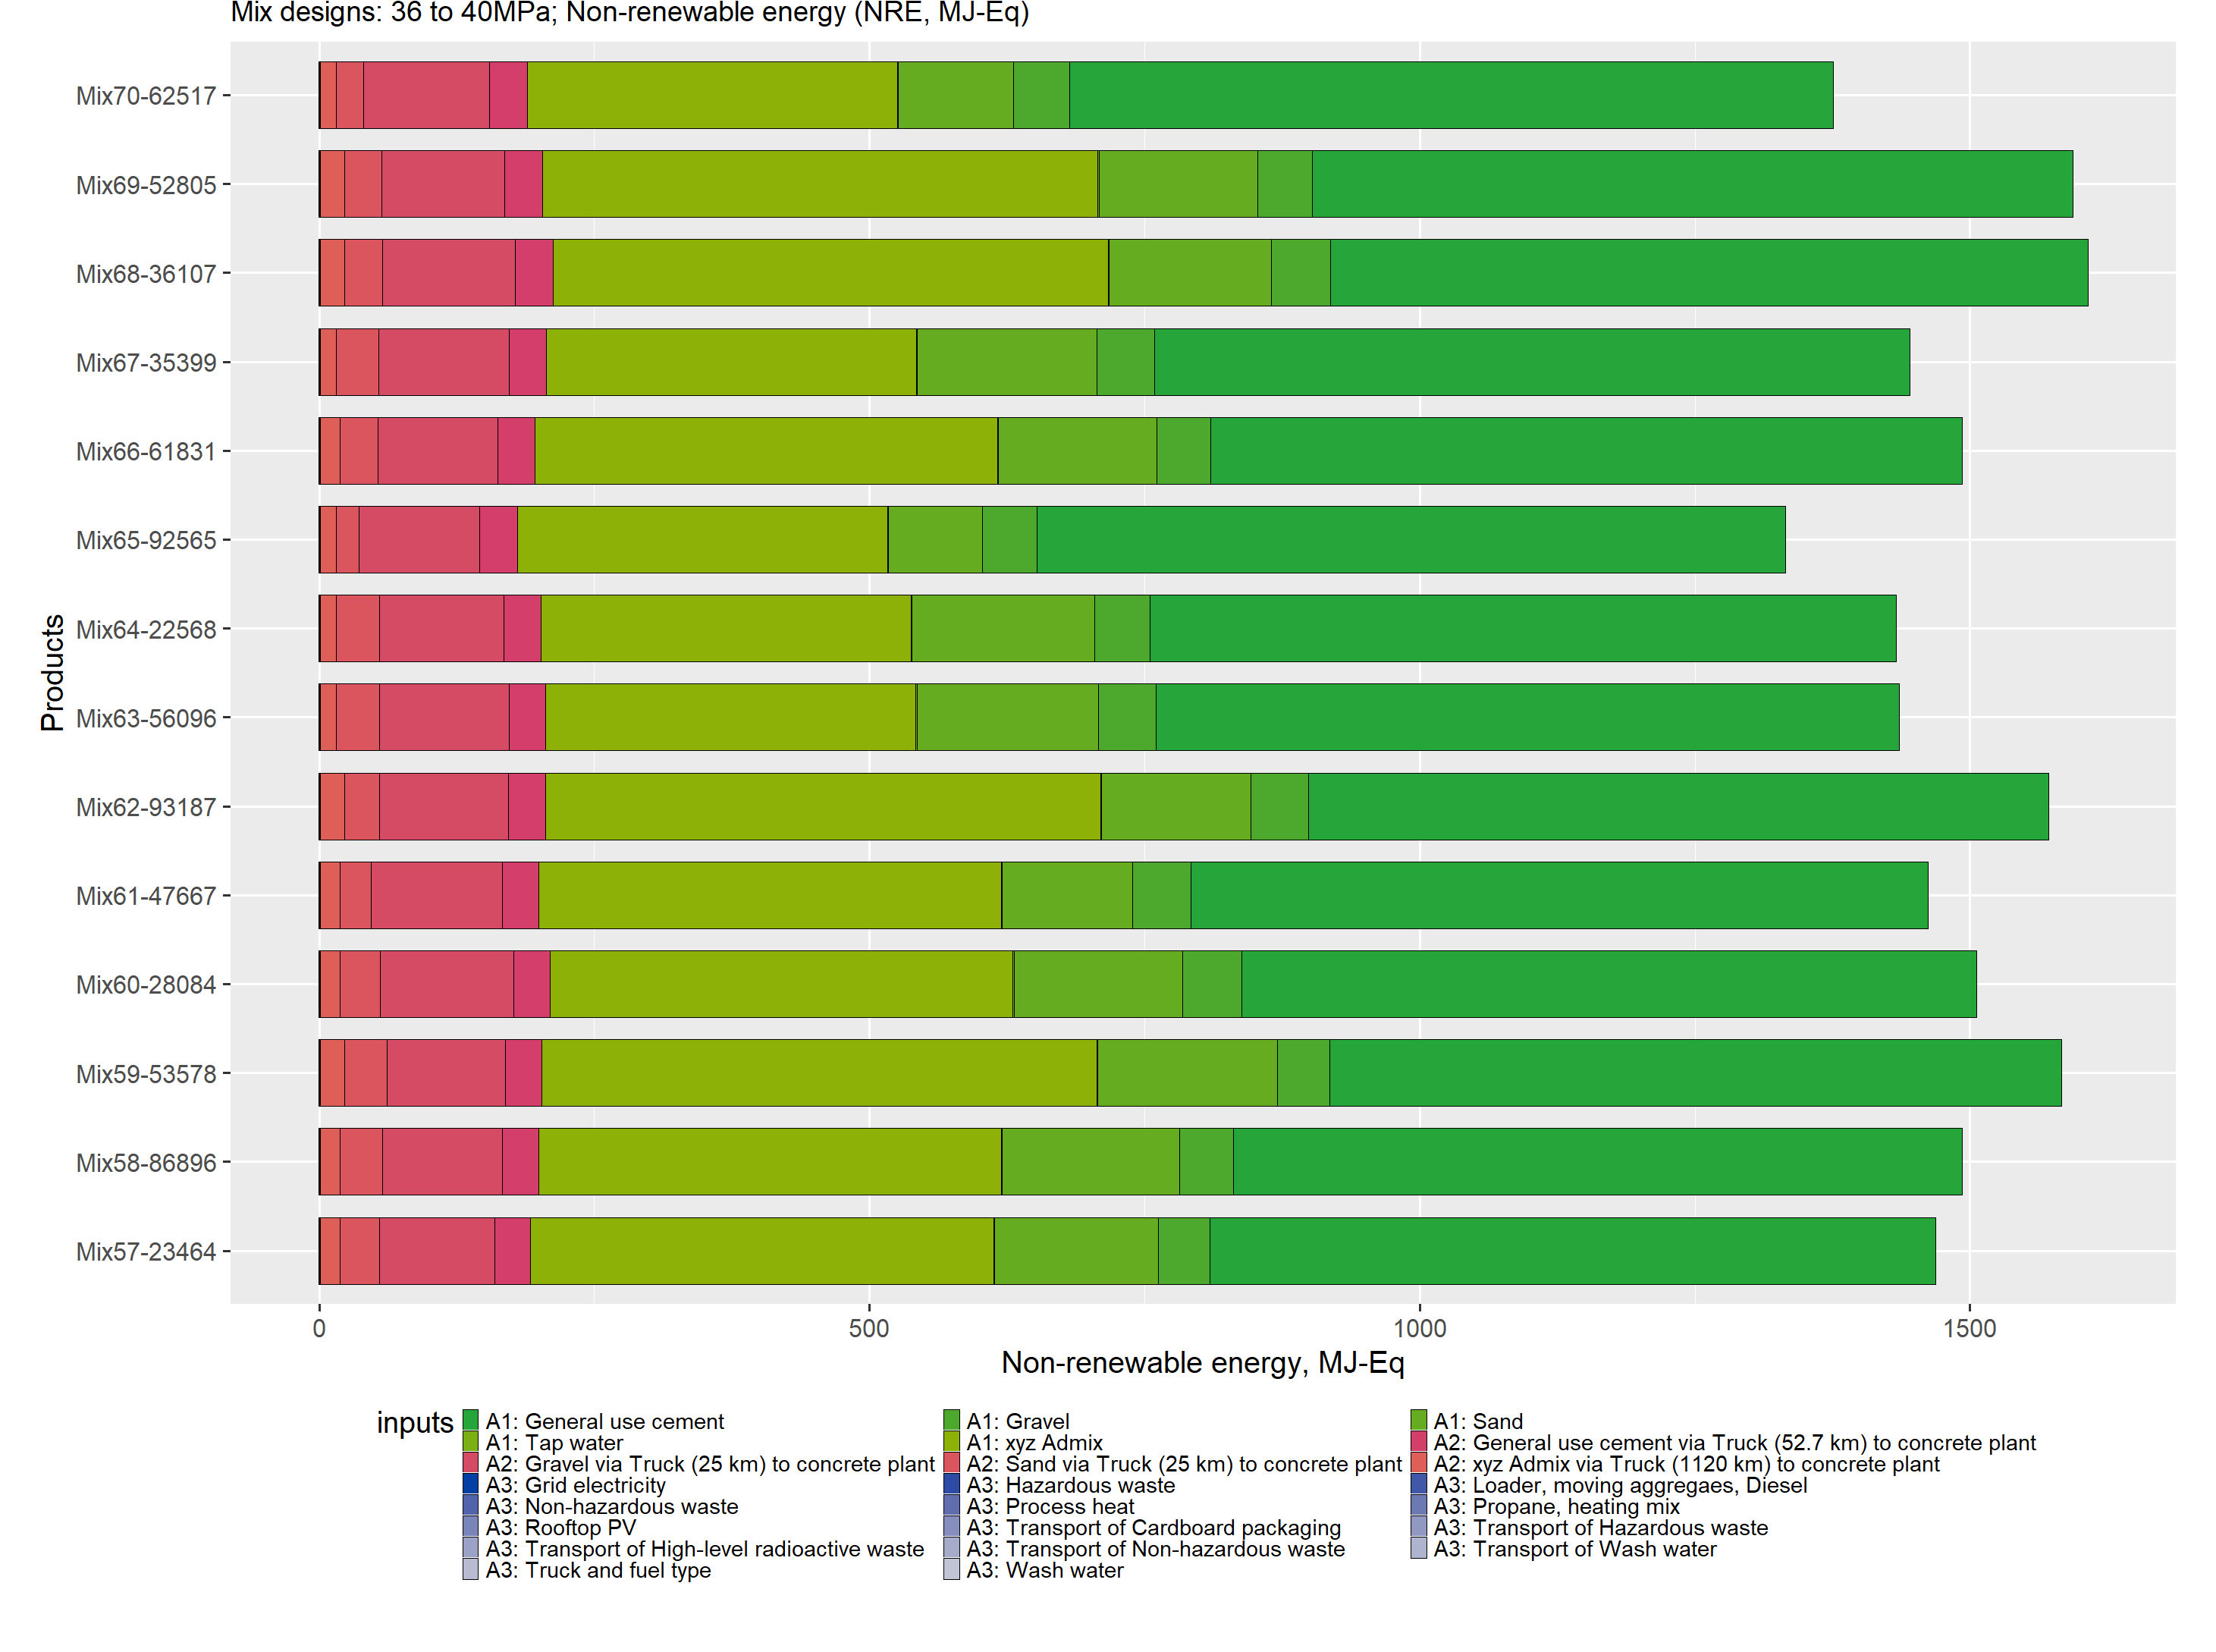 Mix designs: 36 to 40MPa; Non-renewable energy (NRE, MJ-Eq)
Mix70-62517
Mix69-52805
Mix68-36107
Mix67-35399
Mix66-61831
Mix65-92565
Mix64-22568
Mix63-56096
Mix62-93187
Mix61-47667
Mix60-28084
Mix59-53578
Mix58-86896
Mix57-23464
Products
0 500 1000 1500
Non-renewable energy, MJ-Eq
inputs
A1: General use cement A1: Gravel A1: Sand
A1: Tap water A1: xyz Admix A2: General use cement via Truck (52.7 km) to concrete plant
A2: Gravel via Truck (25 km) to concrete plant A2: Sand via Truck (25 km) to concrete plant A2: xyz Admix via Truck (1120 km) to concrete plant
A3: Grid electricity A3: Hazardous waste A3: Loader, moving aggregaes, Diesel
A3: Non-hazardous waste A3: Process heat A3: Propane, heating mix
A3: Rooftop PV A3: Transport of Cardboard packaging A3: Transport of Hazardous waste
A3: Transport of High-level radioactive waste A3: Transport of Non-hazardous waste A3: Transport of Wash water
A3: Truck and fuel type A3: Wash water